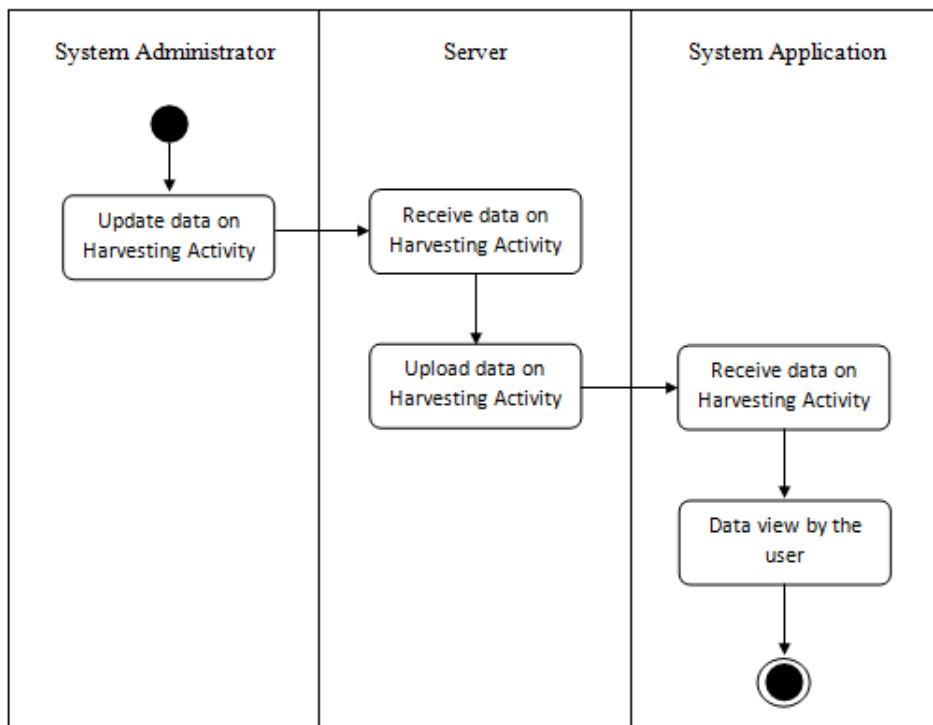 System Administrator
Server
System Application
Update data on
Harvesting Activity
Receive data on
Harvesting Activity
Upload data on
Harvesting Activity
Receive data on
Harvesting Activity
Data view by the
user